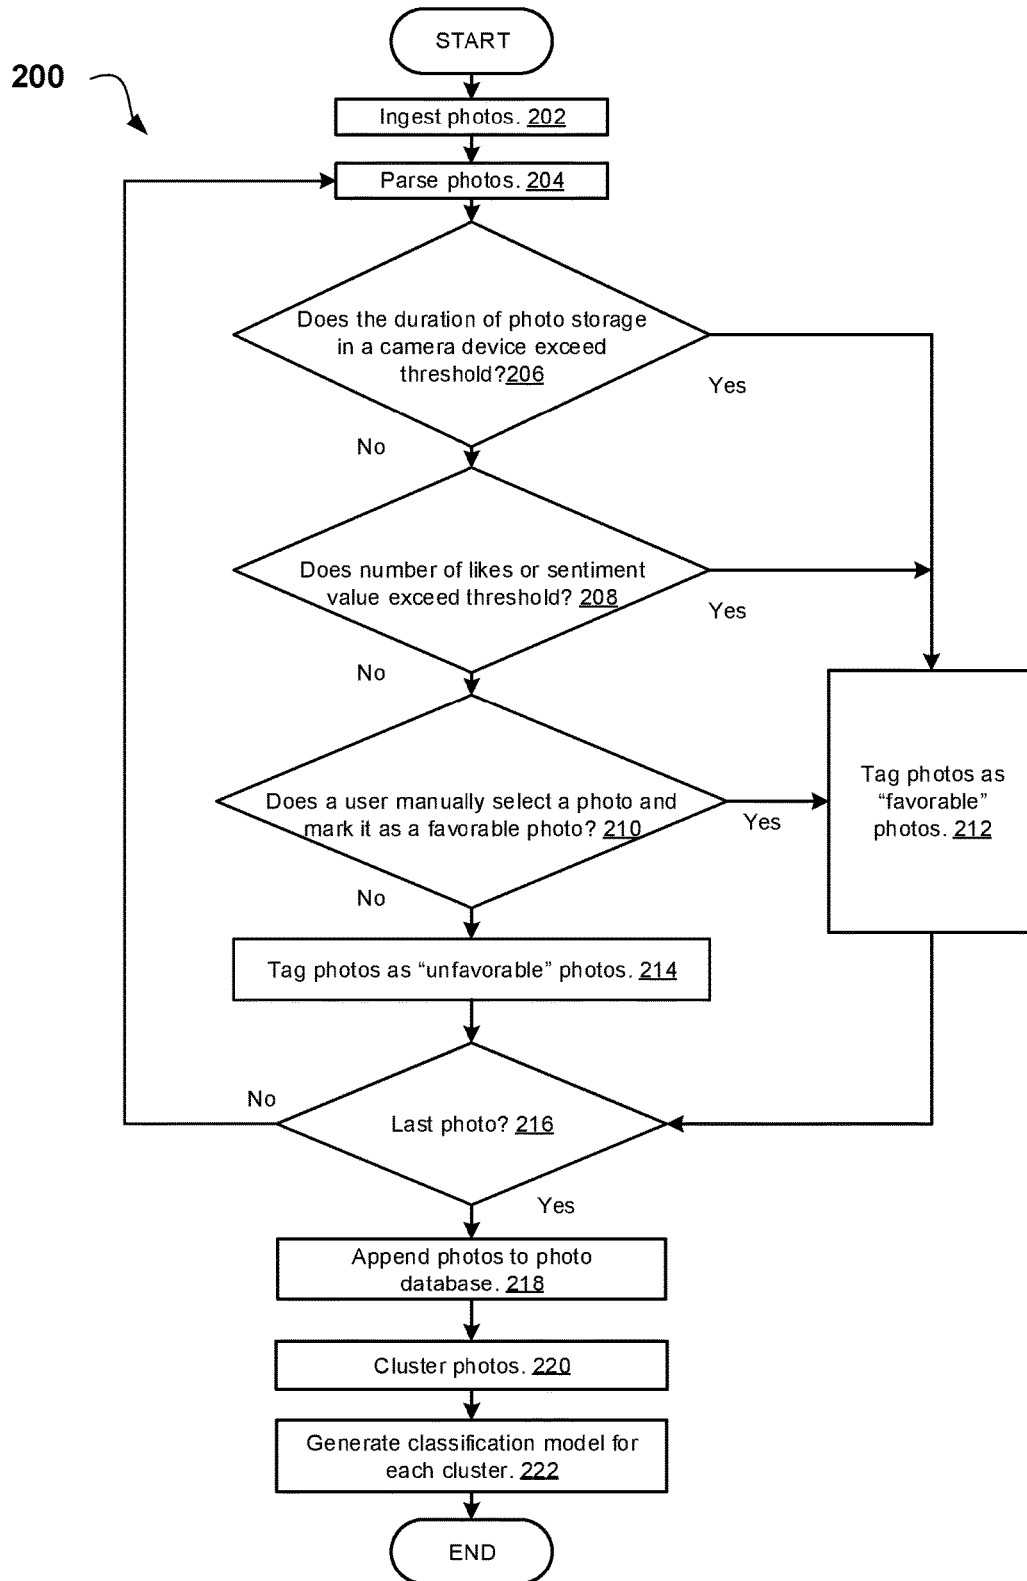 START
200
Ingest photos. 202
Parse photos. 204
Does the duration of photo storage
in a camera device exceed
threshold?206
Yes
No
Does number of likes or sentiment
value exceed threshold? 208
Yes
No
Does a user manually select a photo and
mark it as a favorable photo? 210
Yes
Tag photos as
“favorable”
photos. 212
No
Tag photos as “unfavorable” photos. 214
No
Last photo? 216
Yes
Append photos to photo
database. 218
Cluster photos. 220
Generate classification model for
each cluster. 222
END